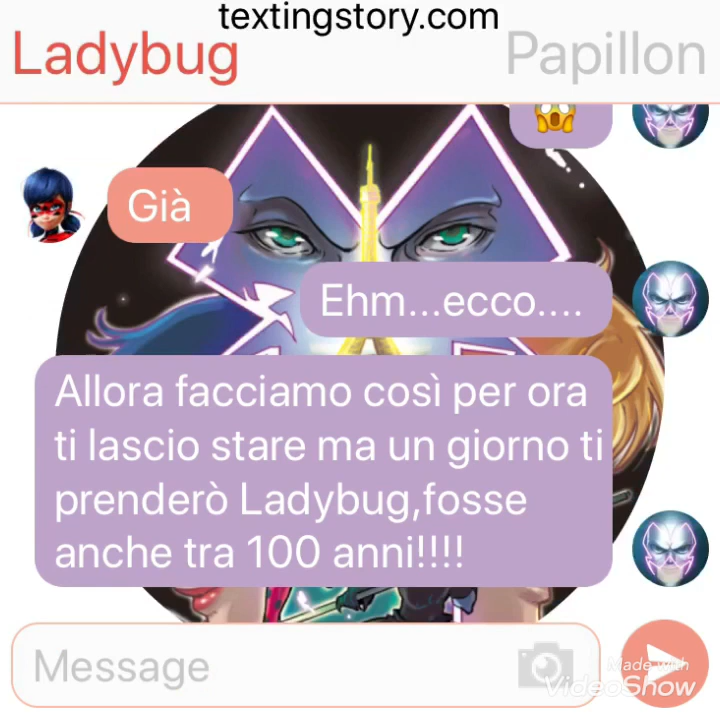 textingstory.com
Ladybug
Papillon
Già
Ehm...ecco....
Allora facciamo così per ora
ti lascio stare ma un giorno ti
prenderò Ladybug,fosse
anche tra 100 anni!!!!
Message
Made with
VideoShow